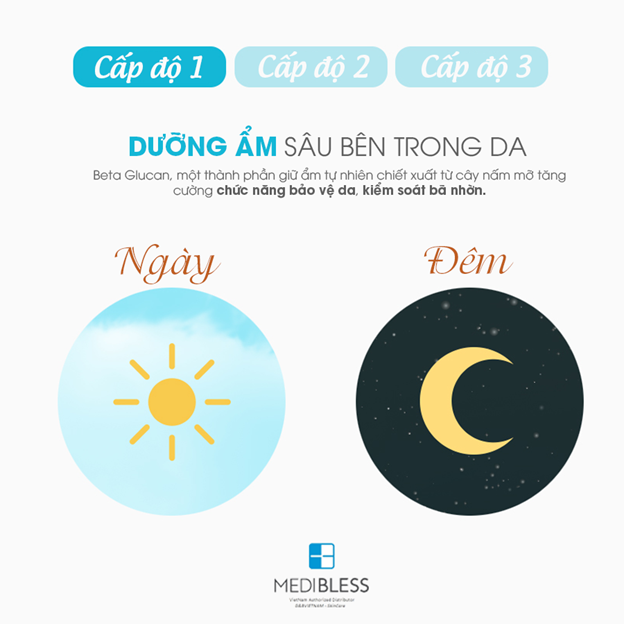 Cấp độ 1 Cấp độ 2 Cấp độ 3
DƯỠNG ẨM SÂU BÊN TRONG DA
Beta Glucan, một thành phần giữ ẩm tự nhiên chiết xuất từ cây nấm mỡ tăng
cường chức năng bảo vệ da, kiểm soát bã nhờn.
Ngày Đêm
MEDIBLESS
Vietnam Authorized Distributor